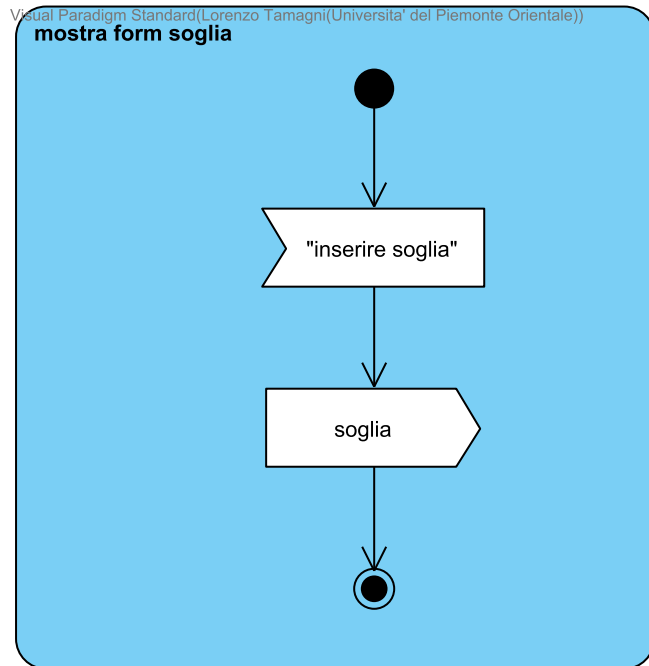 Visual Paradigm Standard(Lorenzo Tamagni(Universita' del Piemonte Orientale))
mostra form soglia
"inserire soglia"
soglia